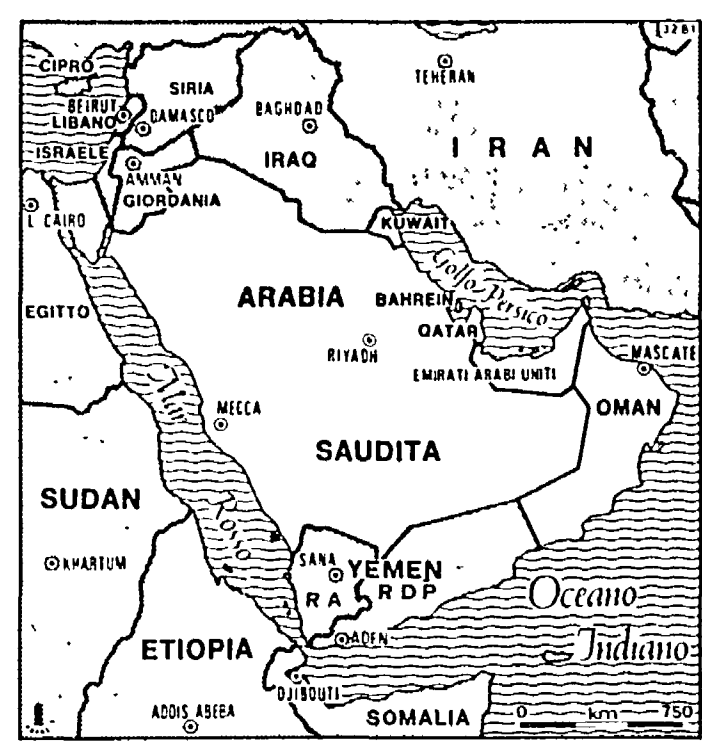 3281
CIPRO
TEHERAN
SIRIA
BEIRUT
LIBANO
DAMASCO
BAGHDAD
ISRAELE
IRAQ
IRAN
AMMAN
GIORDANIA
L CAIRO
KUWAIT
Golfo Persico
ARABIA
BAHREIN
EGITTO
QATAR
RIYADH
MASCATE
EMIRATI ARABI UNITI
Mar
Rosso
MECCA
OMAN
SAUDITA
SUDAN
KHARTUM
SANA
YEMEN
R A
R D P
Oceano
Indiano
ETIOPIA
ADEN
DJIBOUTI
ADDIS ABEBA
SOMALIA
0 km 750